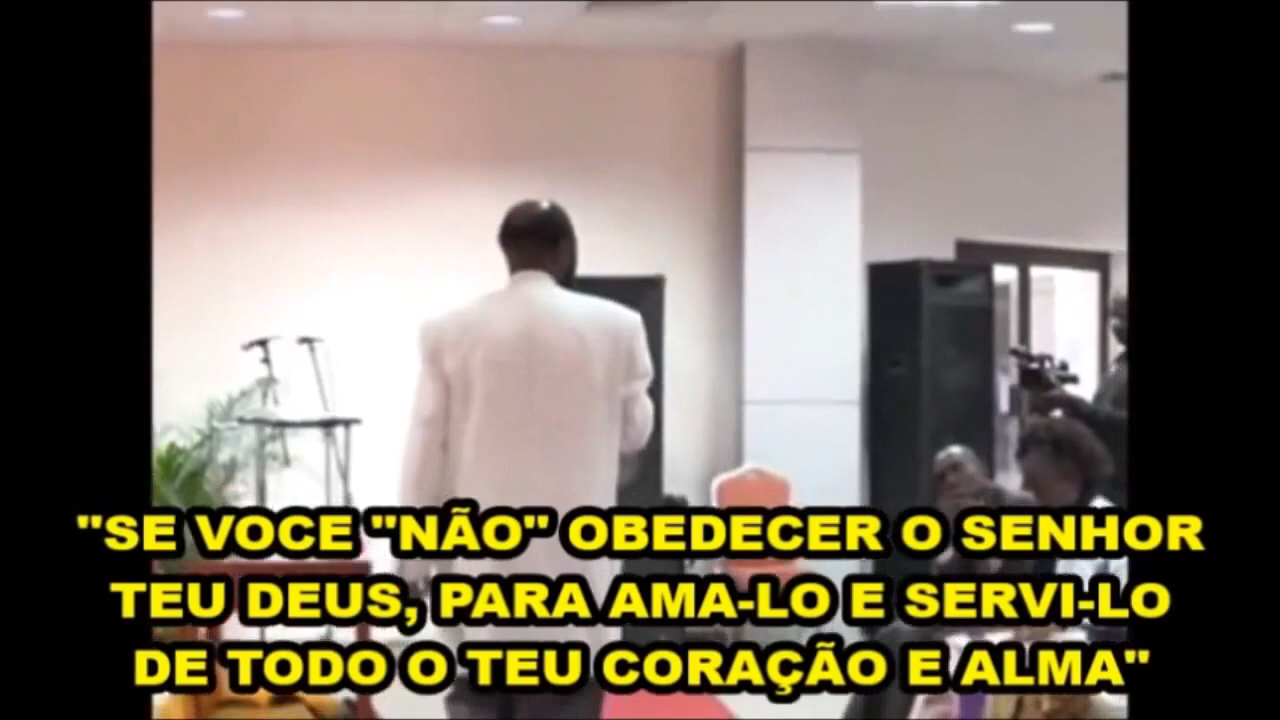 "SE VOCE "NÃO" OBEDECER O SENHOR
TEU DEUS, PARA AMA-LO E SERVI-LO
DE TODO O TEU CORAÇÃO E ALMA"